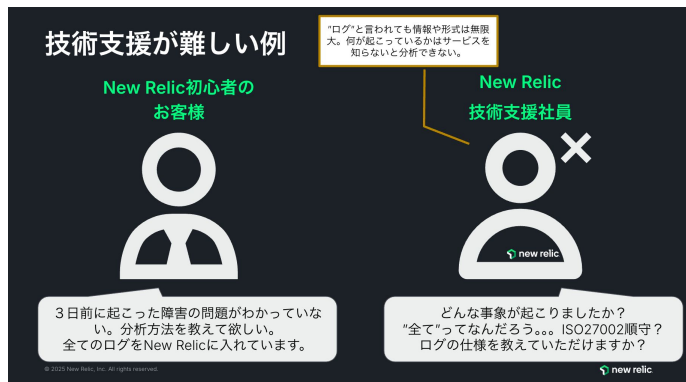 技術支援が難しい例
“ログ”と言われても情報や形式は無限
大。何が起こっているかはサービスを
知らないと分析できない。
New Relic初心者の
お客様
New Relic
技術支援社員
new relic
３日前に起こった障害の問題がわかっていな
い。分析方法を教えて欲しい。
全てのログをNew Relicに入れています。
どんな事象が起こりましたか？
“全て”ってなんだろう。。。ISO27002順守？
ログの仕様を教えていただけますか？
© 2025 New Relic, Inc. All rights reserved.
new relic